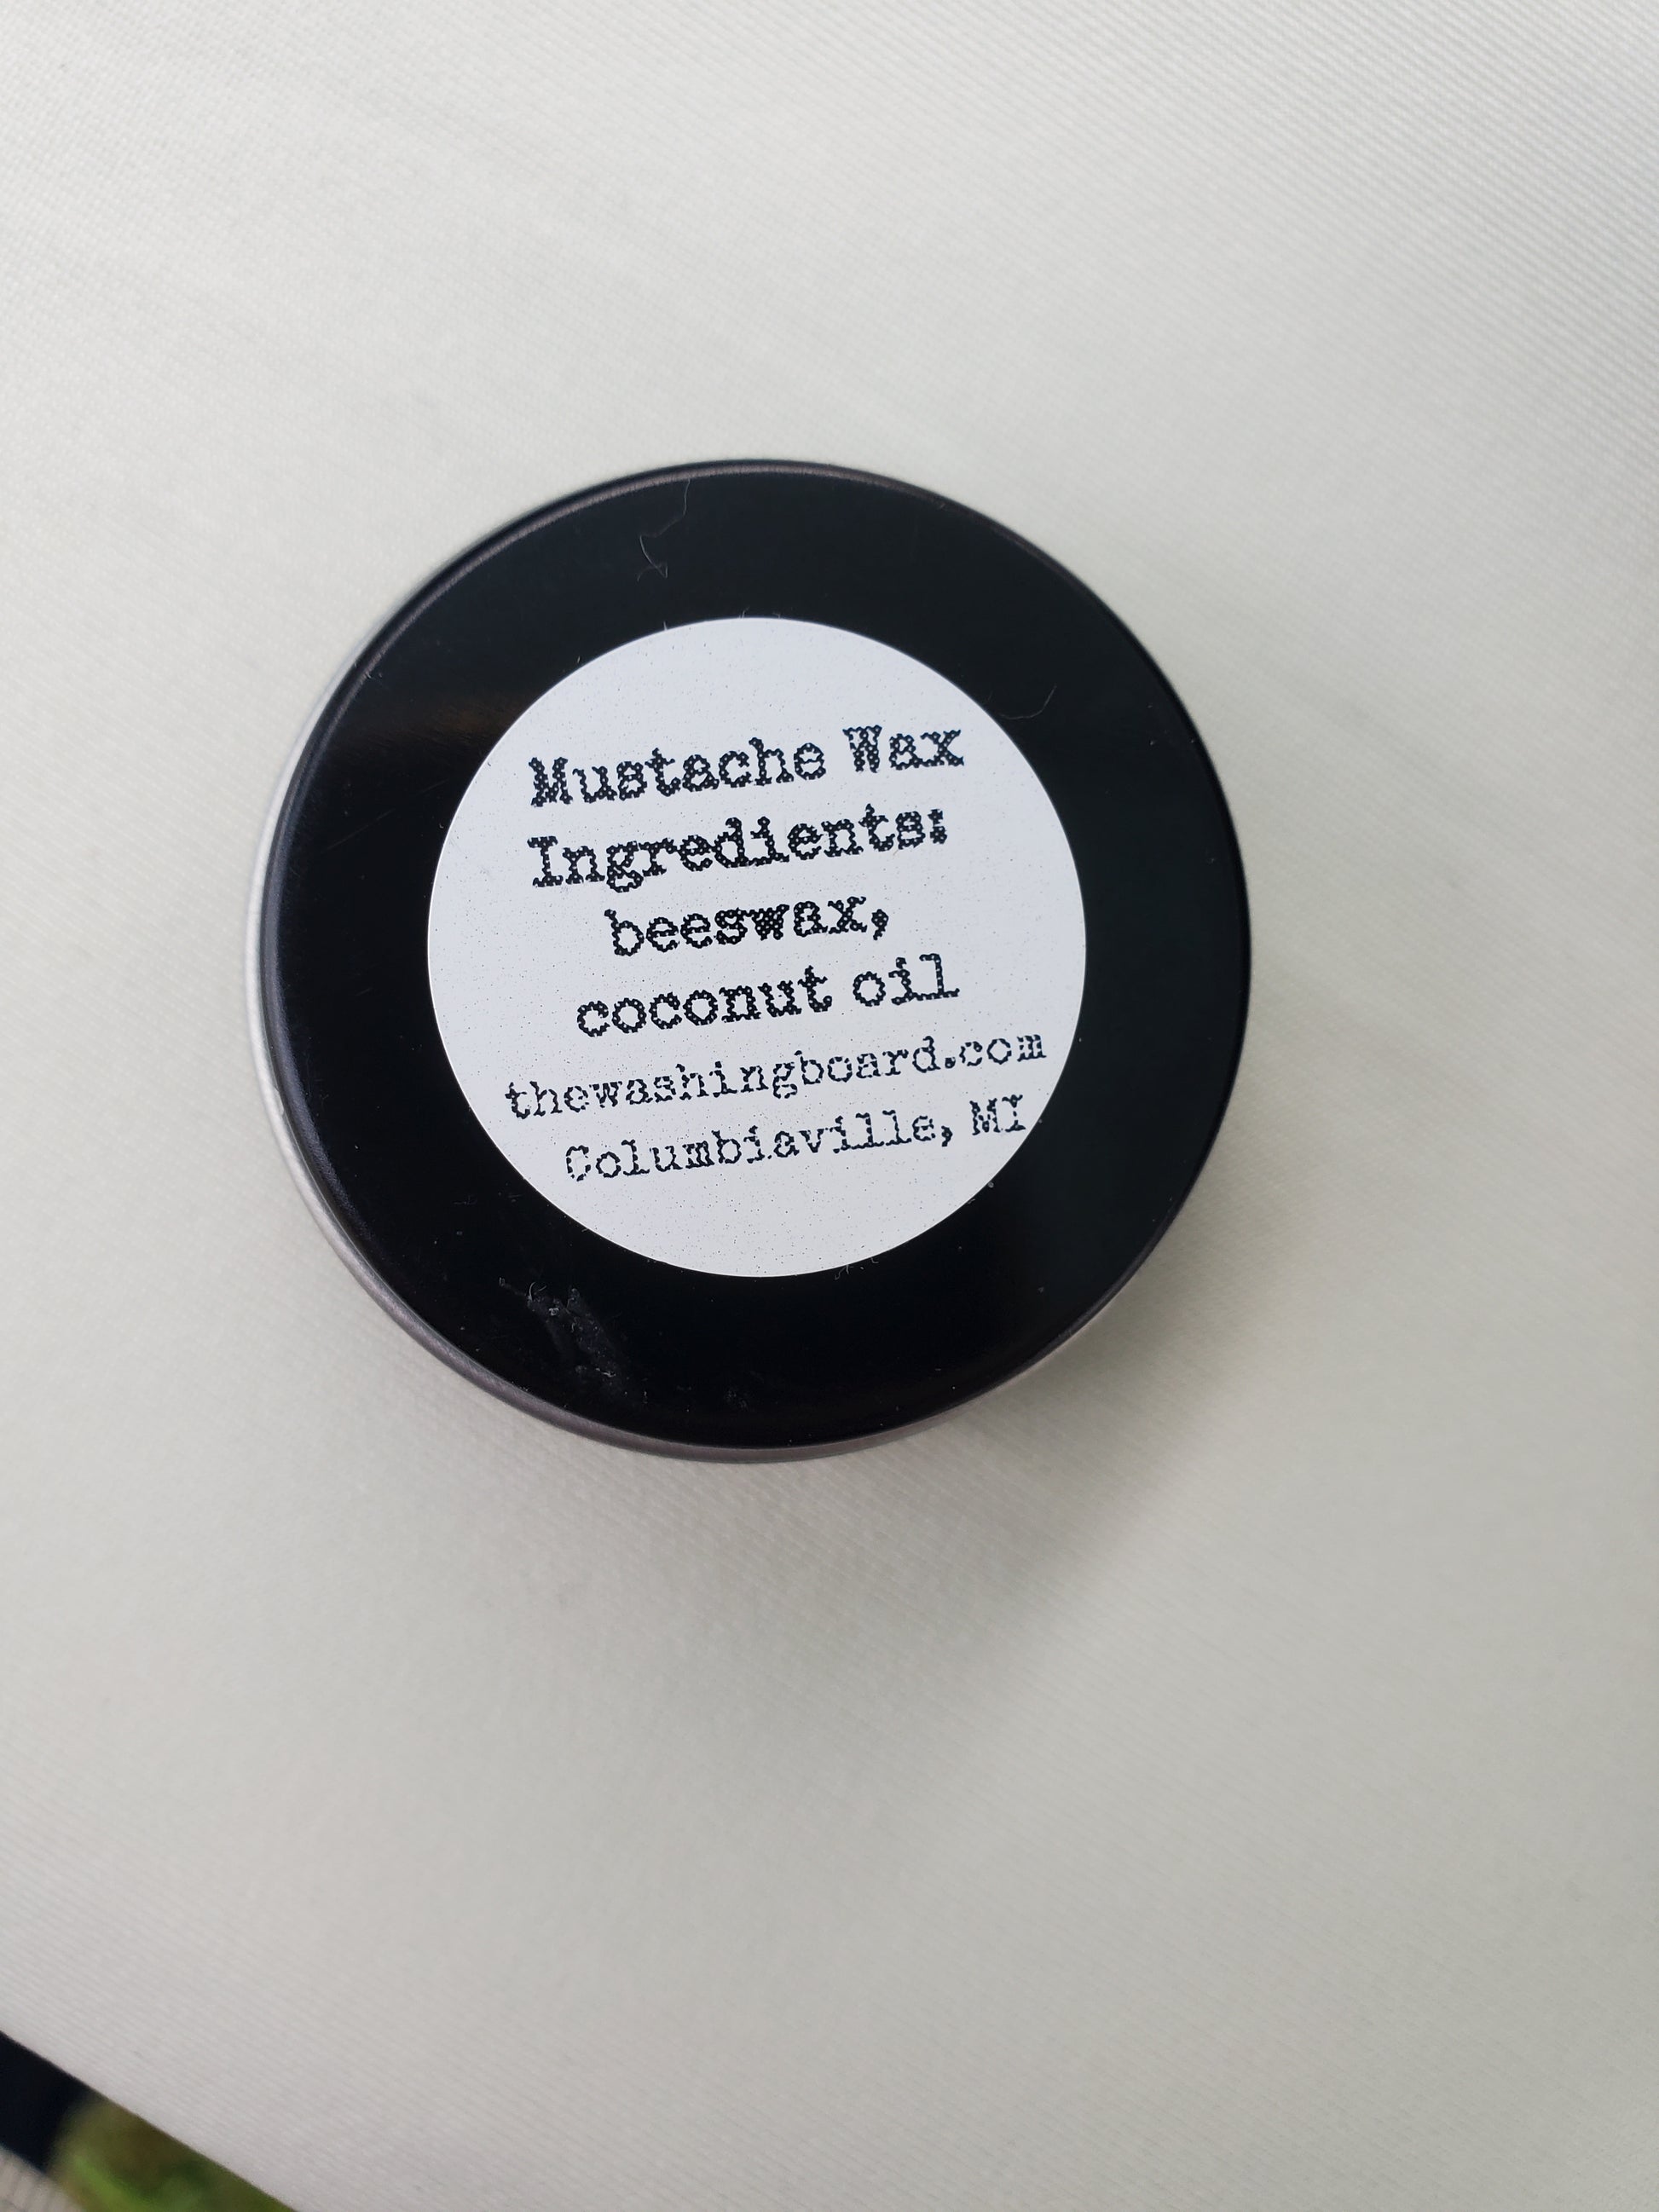 Mustache Wax
Ingredients:
beeswax,
coconut oil
thewashingboard.com
Columbiaville, MI